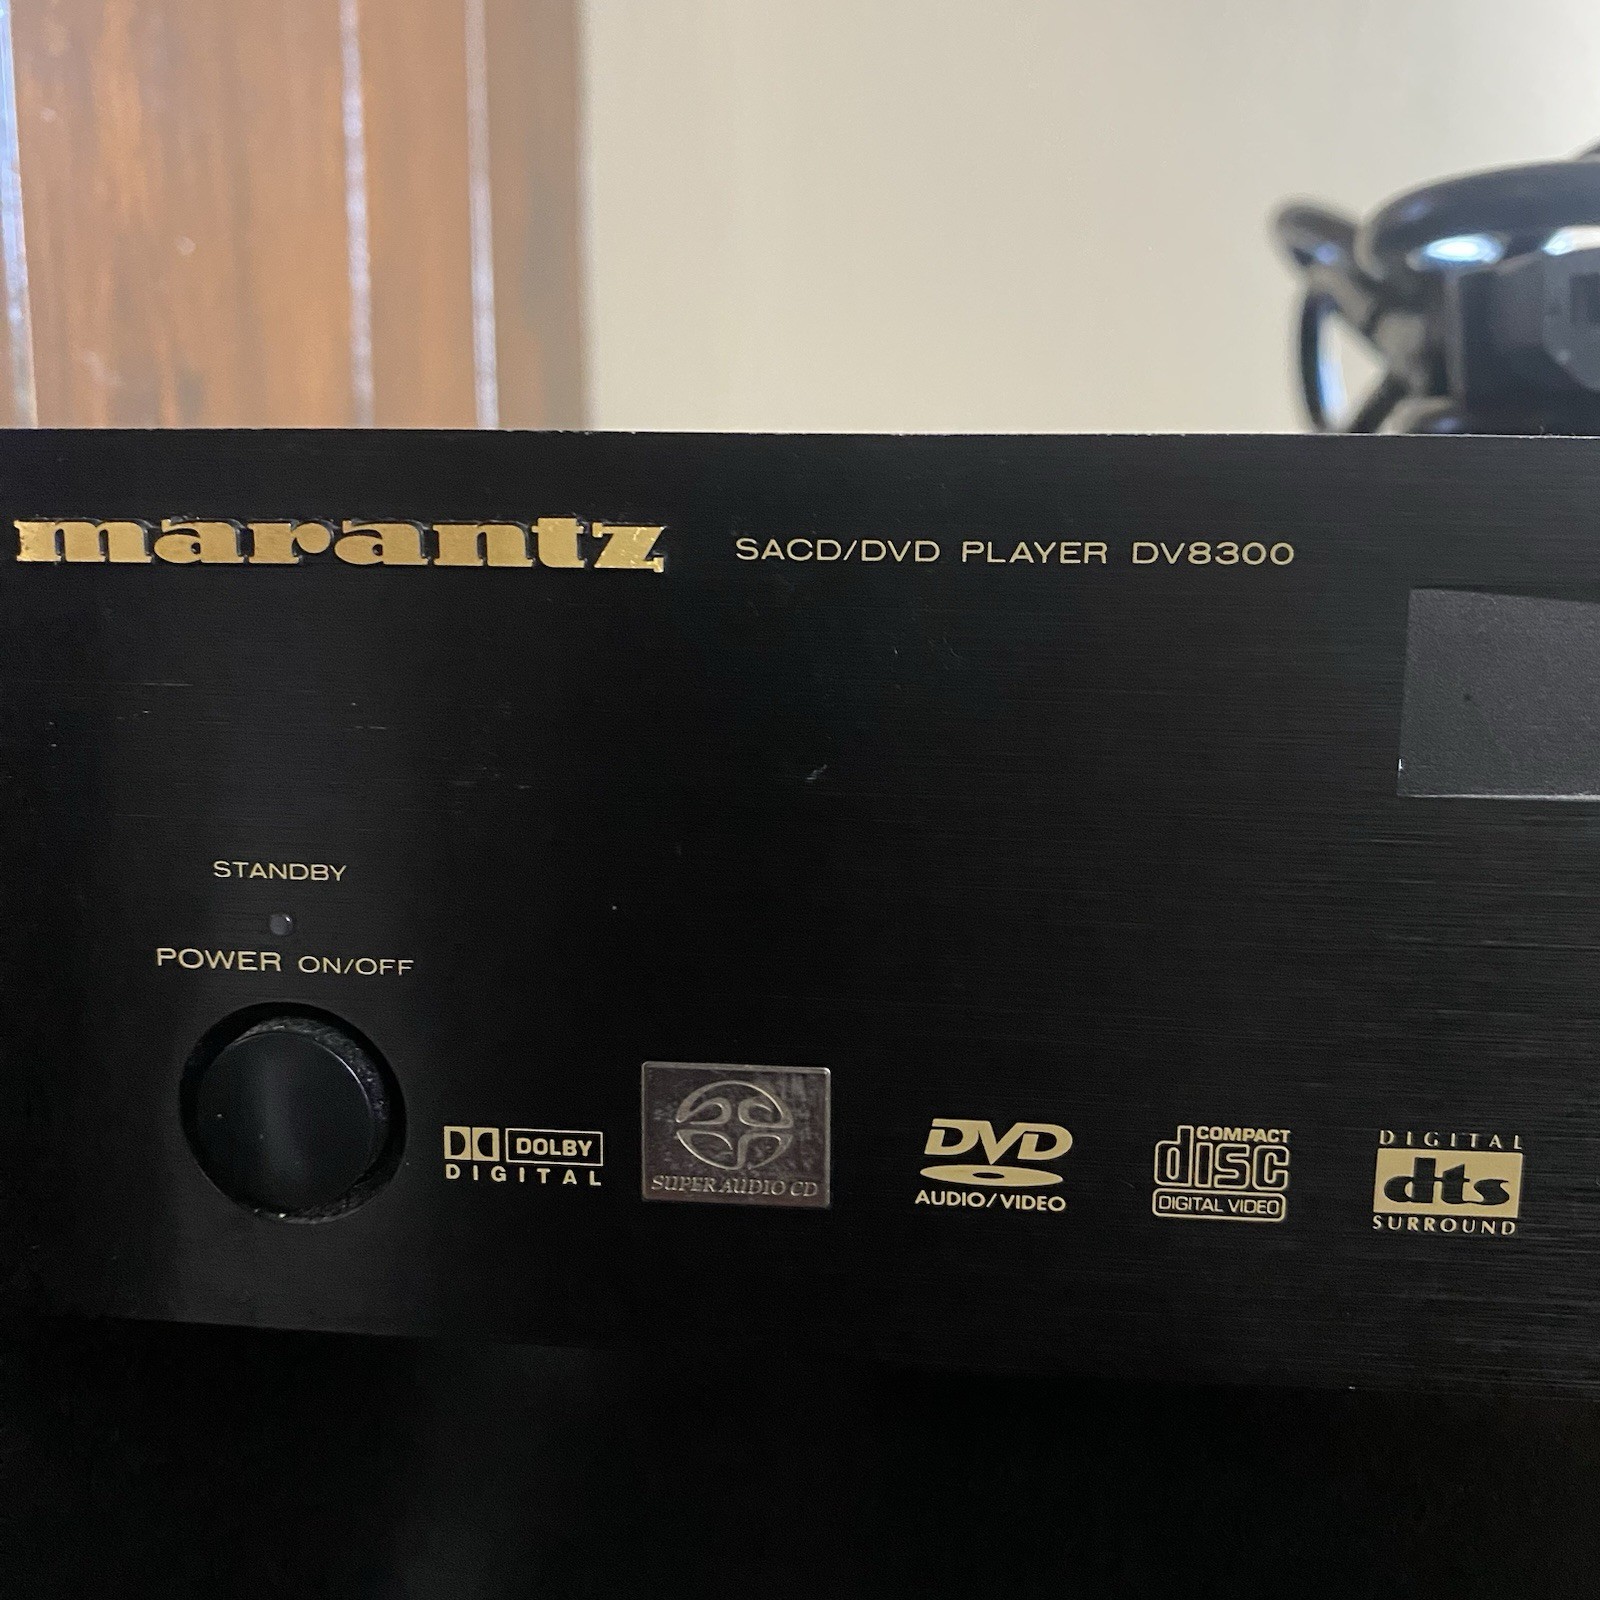 marantz SACD/DVD PLAYER DV8300
STANDBY
POWER ON/OFF
DOLBY
DIGITAL
SUPER AUDIO CD
DVD
AUDIO/VIDEO
COMPACT
disc
DIGITAL VIDEO
DIGITAL
dts
SURROUND